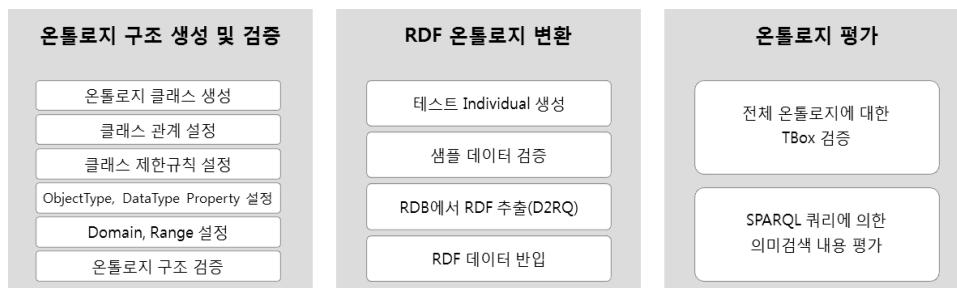 온톨로지 구조 생성 및 검증
온톨로지 클래스 생성
클래스 관계 설정
클래스 제한규칙 설정
ObjectType, DataType Property 설정
Domain, Range 설정
온톨로지 구조 검증
RDF 온톨로지 변환
테스트 Individual 생성
샘플 데이터 검증
RDB에서 RDF 추출(D2RQ)
RDF 데이터 반입
온톨로지 평가
전체 온톨로지에 대한
TBox 검증
SPARQL 쿼리에 의한
의미검색 내용 평가